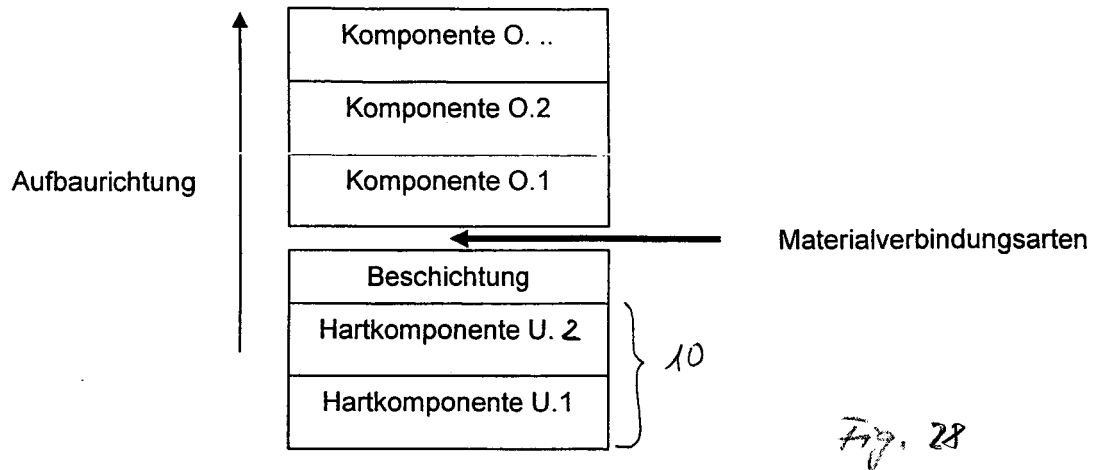 Komponente O. ..
Komponente O.2
Aufbaurichtung
Komponente O.1
Materialverbindungsarten
Beschichtung
Hartkomponente U. 2
10
Hartkomponente U.1
Fig. 28